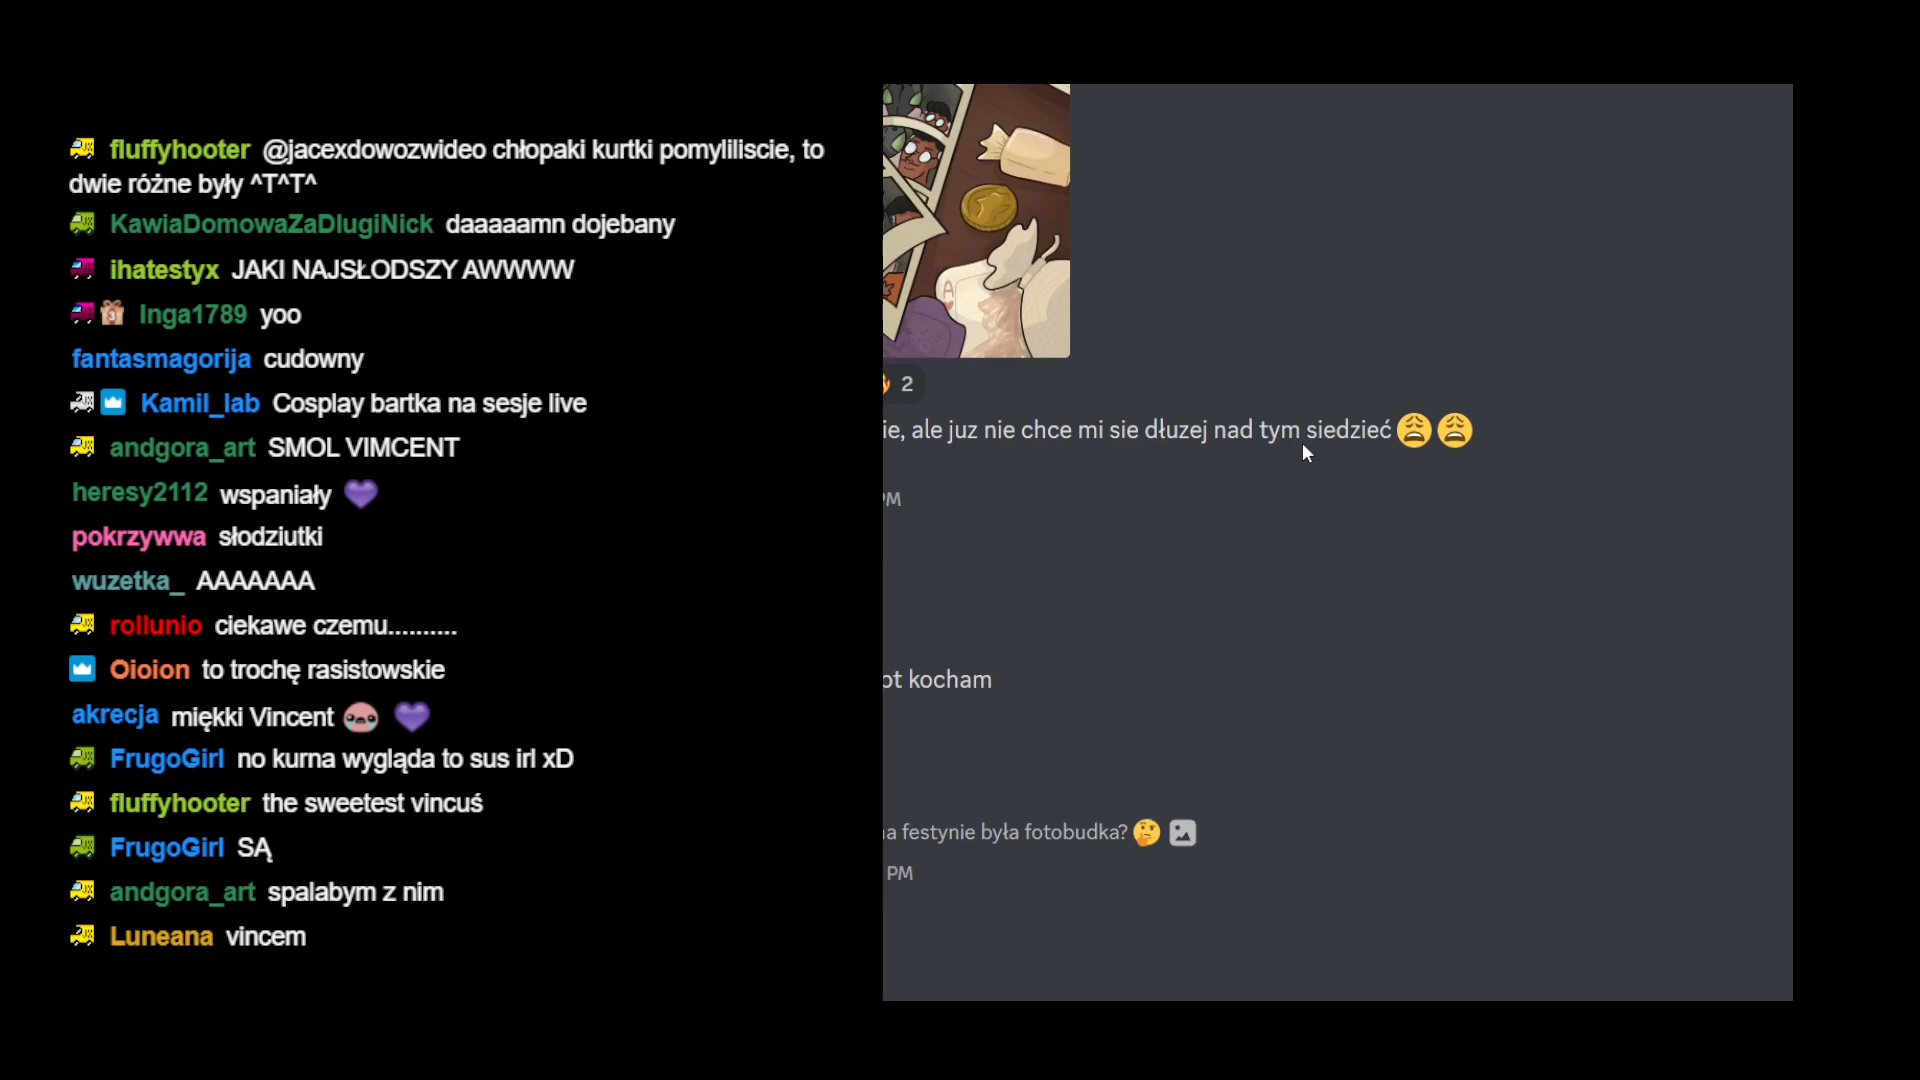 fluffyhooter @jacexdowozwideo chłopaki kurtki pomyliliscie, to
dwie różne były ^T^T^
KawiaDomowaZaDlugiNick daaaaamn dojebany
ihatestyx JAKI NAJSŁODSZY AWWWW
Inga1789 yoo
fantasmagorija cudowny
Kamil_lab Cosplay bartka na sesje live
andgora_art SMOL VIMCENT
heresy2112 wspaniały 💜
pokrzywwa słodziutki
wuzetka_ AAAAAAA
rollunio ciekawe czemu..........
Oioion to trochę rasistowskie
akrecja miękki Vincent 💜
FrugoGirl no kurna wygląda to sus irl xD
fluffyhooter the sweetest vincuś
FrugoGirl SĄ
andgora_art spalabym z nim
Luneana vincem
2
ie, ale juz nie chce mi sie dłuzej nad tym siedzieć 😩😩
PM
ot kocham
a festynie była fotobudka? 🤔
PM